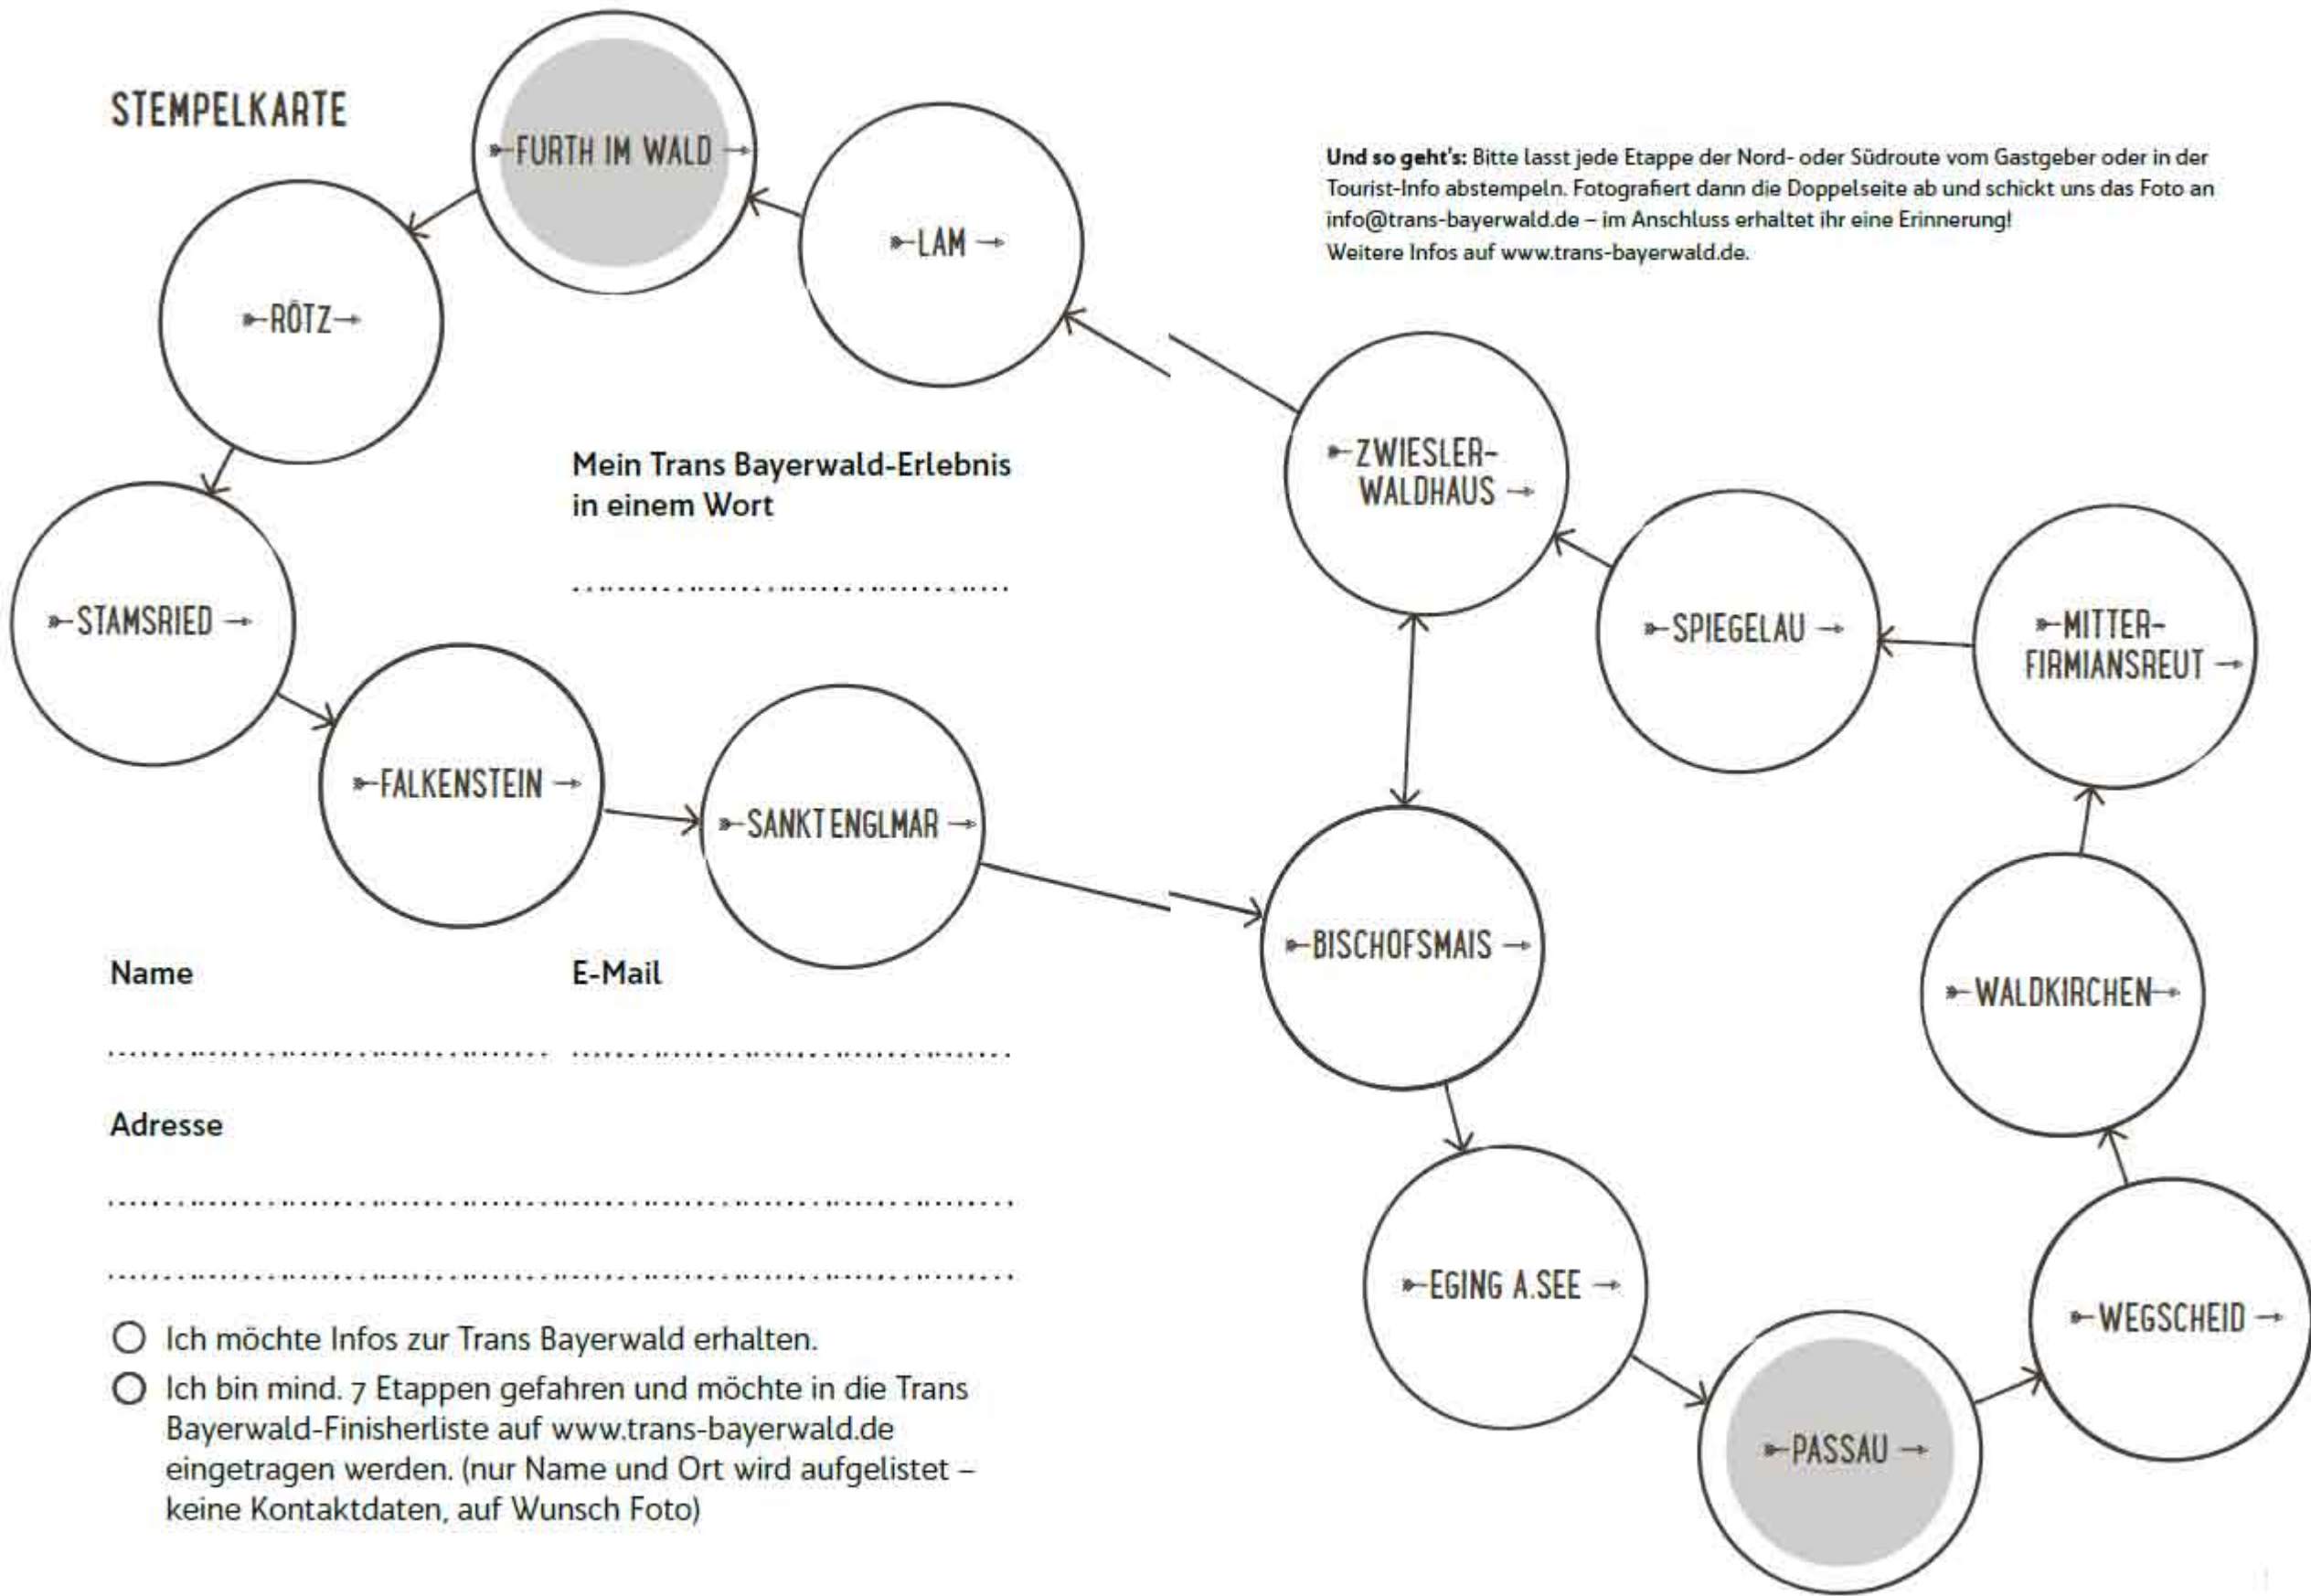 STEMPELKARTE
FURTH IM WALD
LAM
RÖTZ
STAMSRIED
FALKENSTEIN
SANKT ENGLMAR
Mein Trans Bayerwald-Erlebnis
in einem Wort
Name
E-Mail
Adresse
Ich möchte Infos zur Trans Bayerwald erhalten.
Ich bin mind. 7 Etappen gefahren und möchte in die Trans
Bayerwald-Finisherliste auf www.trans-bayerwald.de
eingetragen werden. (nur Name und Ort wird aufgelistet –
keine Kontaktdaten, auf Wunsch Foto)
Und so geht's: Bitte lasst jede Etappe der Nord- oder Südroute vom Gastgeber oder in der
Tourist-Info abstempeln. Fotografiert dann die Doppelseite ab und schickt uns das Foto an
info@trans-bayerwald.de – im Anschluss erhaltet ihr eine Erinnerung!
Weitere Infos auf www.trans-bayerwald.de.
ZWIESLER-
WALDHAUS
SPIEGELAU
MITTER-
FIRMIANSREUT
BISCHOFSMAIS
WALDKIRCHEN
EGING A.SEE
WEGSCHEID
PASSAU